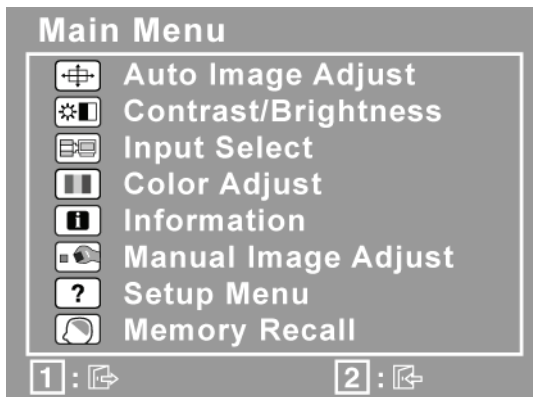 Main Menu
Auto Image Adjust
Contrast/Brightness
Input Select
Color Adjust
i Information
Manual Image Adjust
? Setup Menu
Memory Recall
1 : 2 :